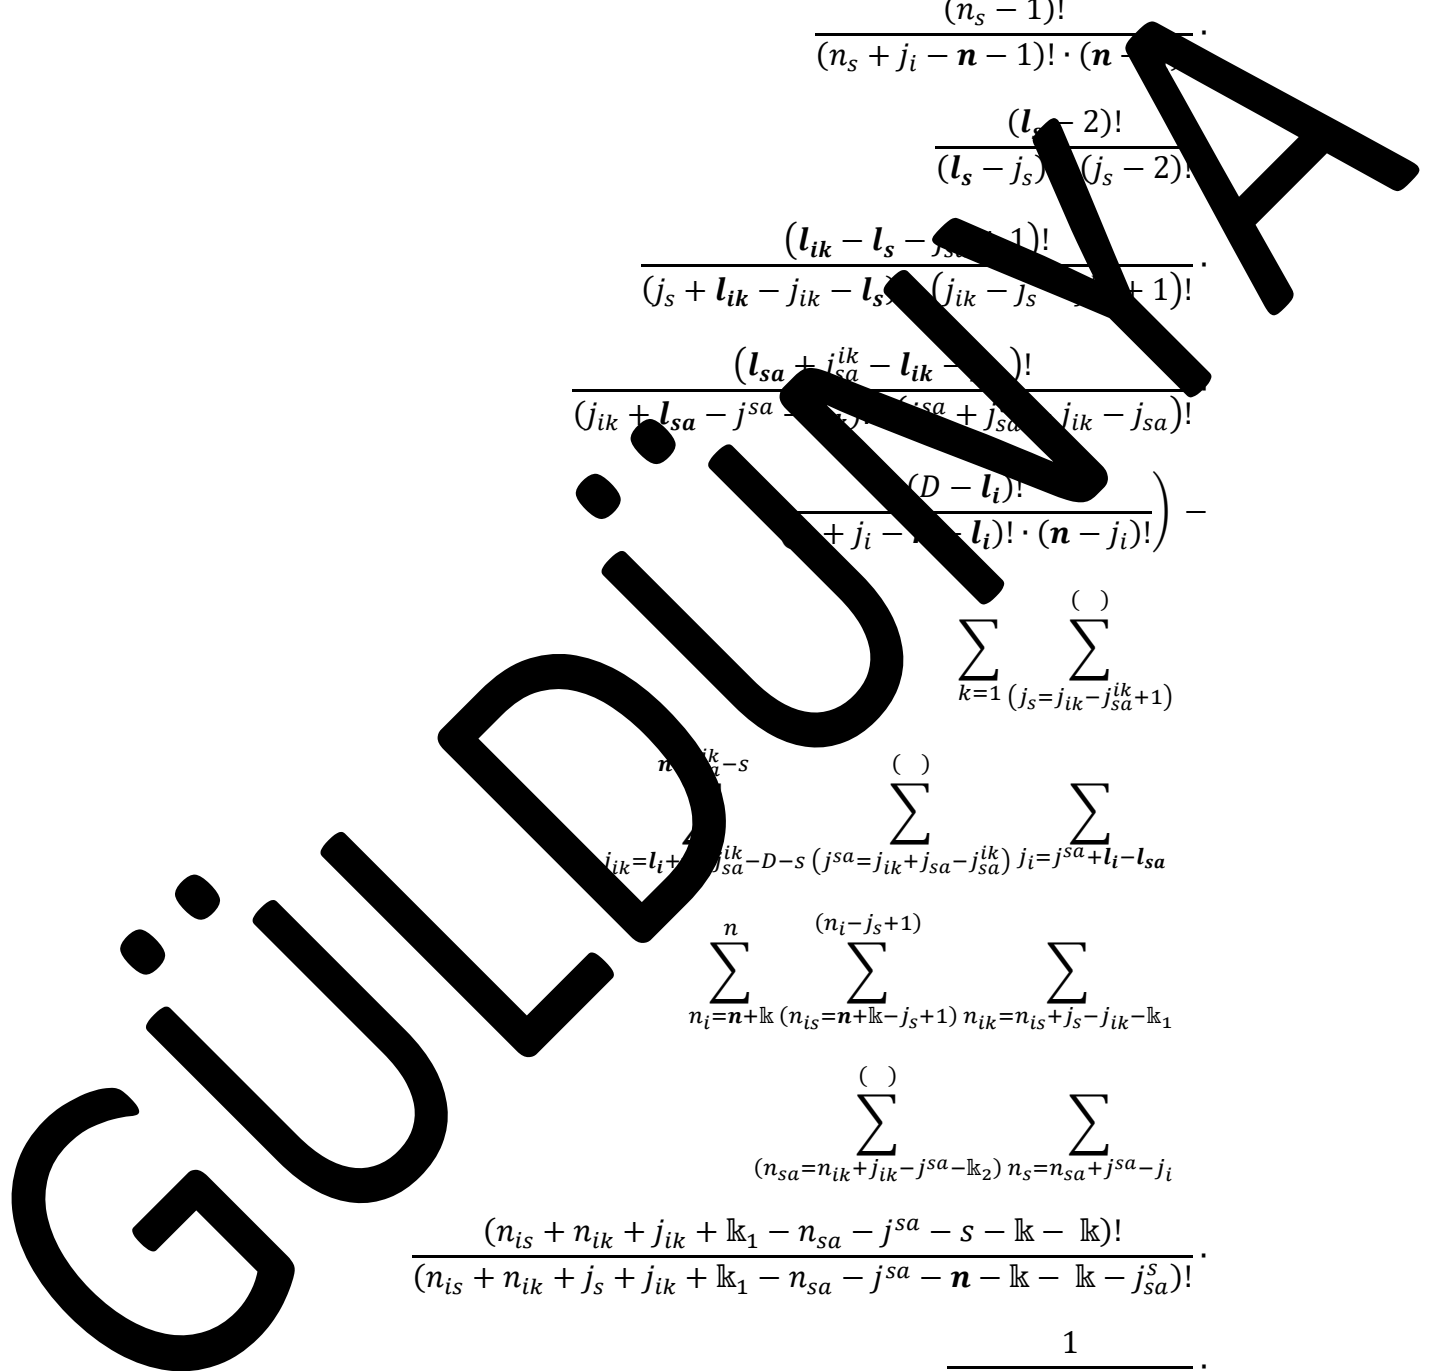 (n_s − 1)!
(n_s + j_i − n − 1)! · (n −
(l_s − 2)!
(l_s − j_s) (j_s − 2)!
(l_ik − l_s − 1)!
(j_s + l_ik − j_ik − l_s) (j_ik − j_s + 1)! ·
(l_sa + j_sa^ik − l_ik − )!
(j_ik + l_sa − j^sa − j^sa + j_sa j_ik − j_sa)!
(D − l_i)!
+ j_i − l_i)! · (n − j_i)!) −
( )
∑ ∑
k=1 (j_s=j_ik−j_sa^ik+1)
n −s ( )
∑ ∑ ∑
j_ik=l_i+ j_sa^ik−D−s (j^sa=j_ik+j_sa−j_sa^ik) j_i=j^sa+l_i−l_sa
n (n_i−j_s+1)
∑ ∑ ∑
n_i=n+𝕜 (n_is=n+𝕜−j_s+1) n_ik=n_is+j_s−j_ik−𝕜_1
( )
∑ ∑
(n_sa=n_ik+j_ik−j^sa−𝕜_2) n_s=n_sa+j^sa−j_i
(n_is + n_ik + j_ik + 𝕜_1 − n_sa − j^sa − s − 𝕜 − 𝕜)!
(n_is + n_ik + j_s + j_ik + 𝕜_1 − n_sa − j^sa − n − 𝕜 − 𝕜 − j_sa^s)! ·
1
GÜLDÜNYA